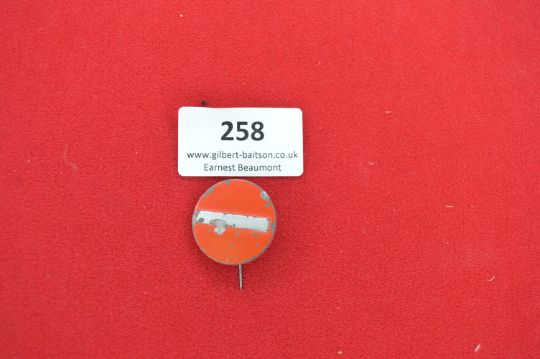 258
www.gilbert-baitson.co.uk
Earnest Beaumont